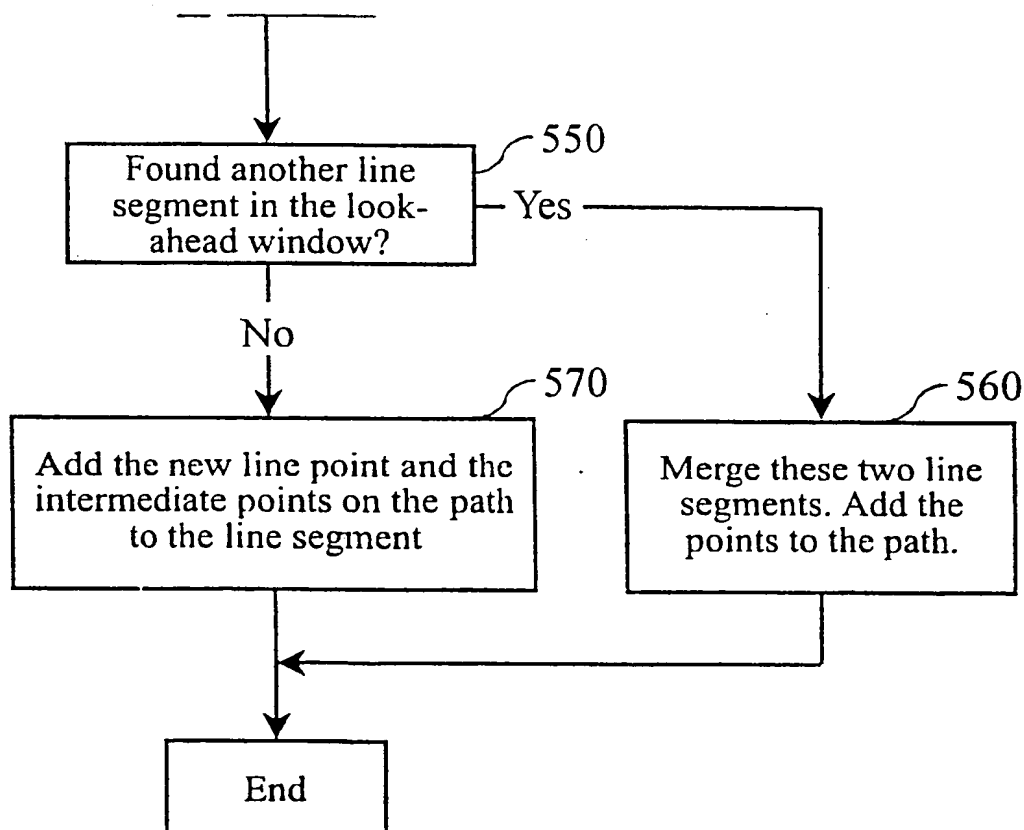 550
Found another line
segment in the look-
ahead window?
Yes
No
570
560
Add the new line point and the
intermediate points on the path
to the line segment
Merge these two line
segments. Add the
points to the path.
End